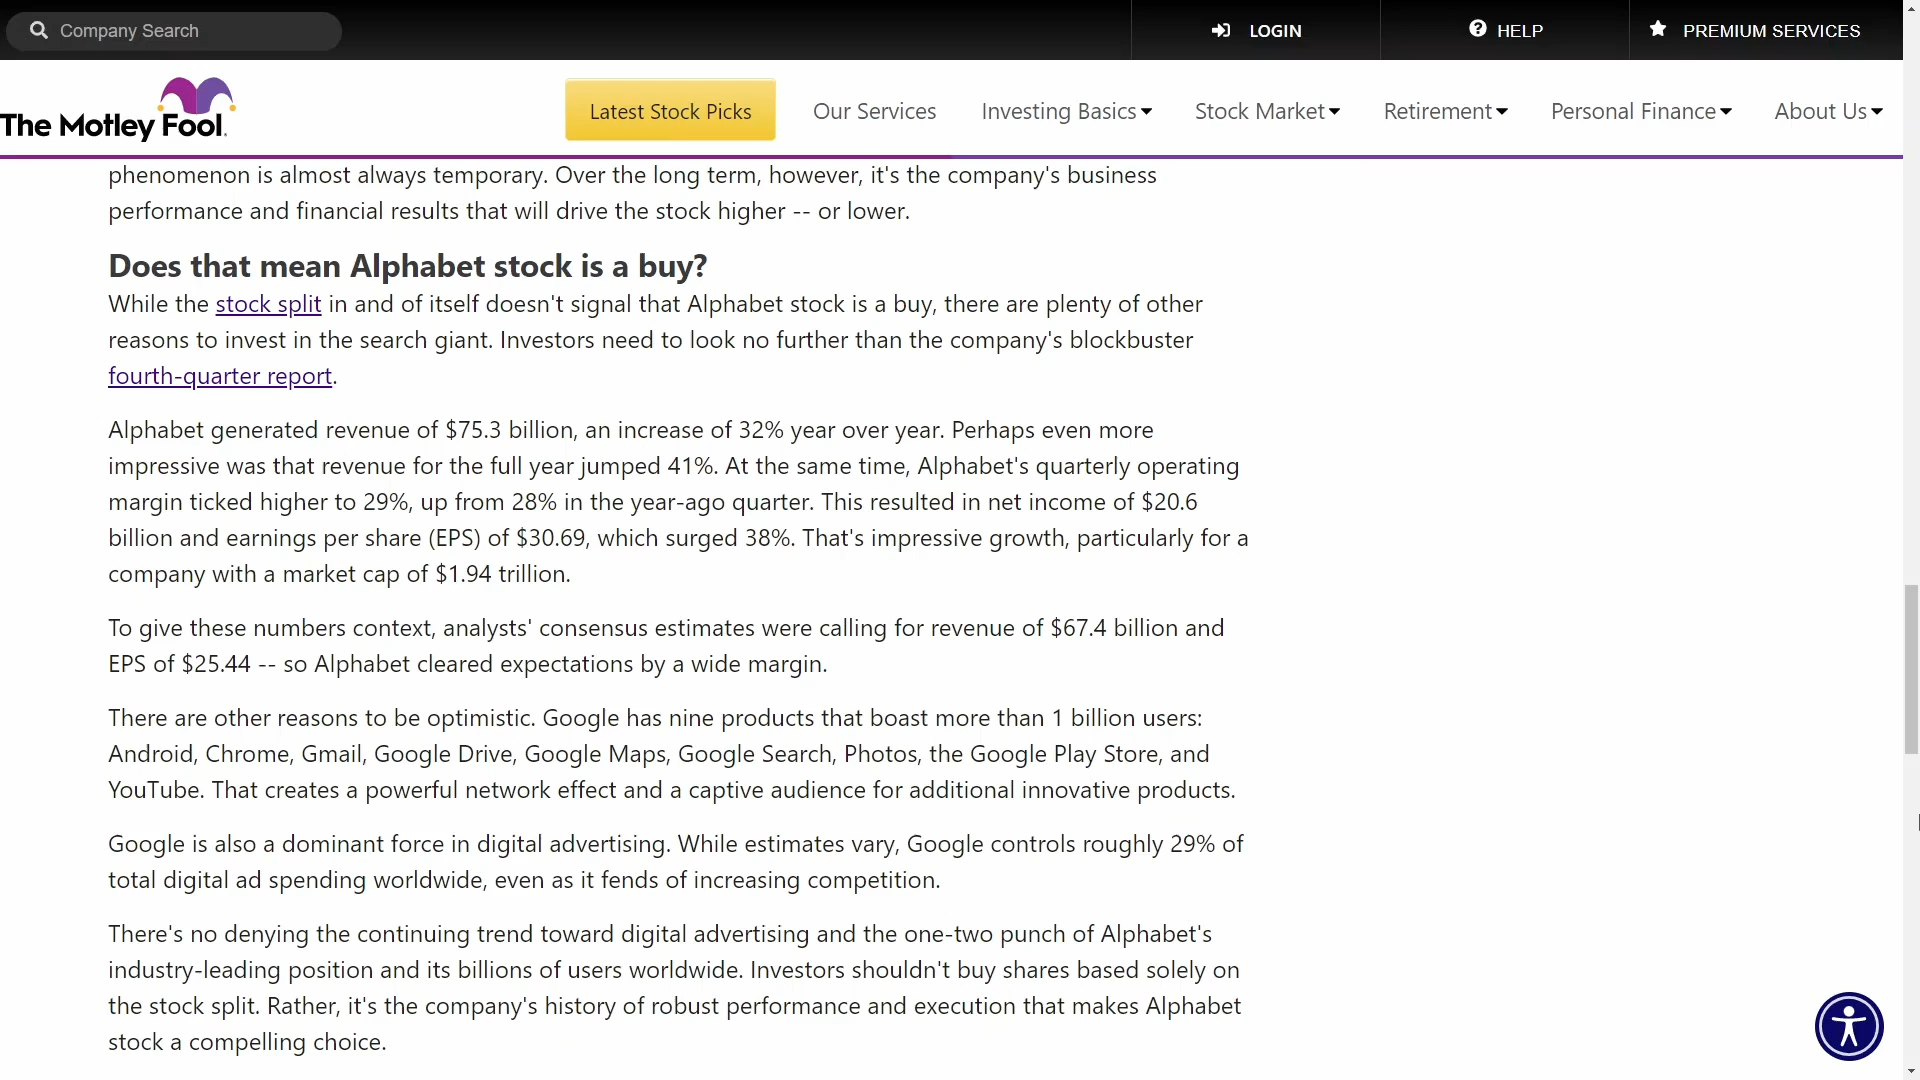 Company Search
LOGIN
HELP
PREMIUM SERVICES
The Motley Fool.
Latest Stock Picks
Our Services
Investing Basics
Stock Market
Retirement
Personal Finance
About Us
phenomenon is almost always temporary. Over the long term, however, it's the company's business
performance and financial results that will drive the stock higher -- or lower.
Does that mean Alphabet stock is a buy?
While the stock split in and of itself doesn't signal that Alphabet stock is a buy, there are plenty of other
reasons to invest in the search giant. Investors need to look no further than the company's blockbuster
fourth-quarter report.
Alphabet generated revenue of $75.3 billion, an increase of 32% year over year. Perhaps even more
impressive was that revenue for the full year jumped 41%. At the same time, Alphabet's quarterly operating
margin ticked higher to 29%, up from 28% in the year-ago quarter. This resulted in net income of $20.6
billion and earnings per share (EPS) of $30.69, which surged 38%. That's impressive growth, particularly for a
company with a market cap of $1.94 trillion.
To give these numbers context, analysts' consensus estimates were calling for revenue of $67.4 billion and
EPS of $25.44 -- so Alphabet cleared expectations by a wide margin.
There are other reasons to be optimistic. Google has nine products that boast more than 1 billion users:
Android, Chrome, Gmail, Google Drive, Google Maps, Google Search, Photos, the Google Play Store, and
YouTube. That creates a powerful network effect and a captive audience for additional innovative products.
Google is also a dominant force in digital advertising. While estimates vary, Google controls roughly 29% of
total digital ad spending worldwide, even as it fends of increasing competition.
There's no denying the continuing trend toward digital advertising and the one-two punch of Alphabet's
industry-leading position and its billions of users worldwide. Investors shouldn't buy shares based solely on
the stock split. Rather, it's the company's history of robust performance and execution that makes Alphabet
stock a compelling choice.